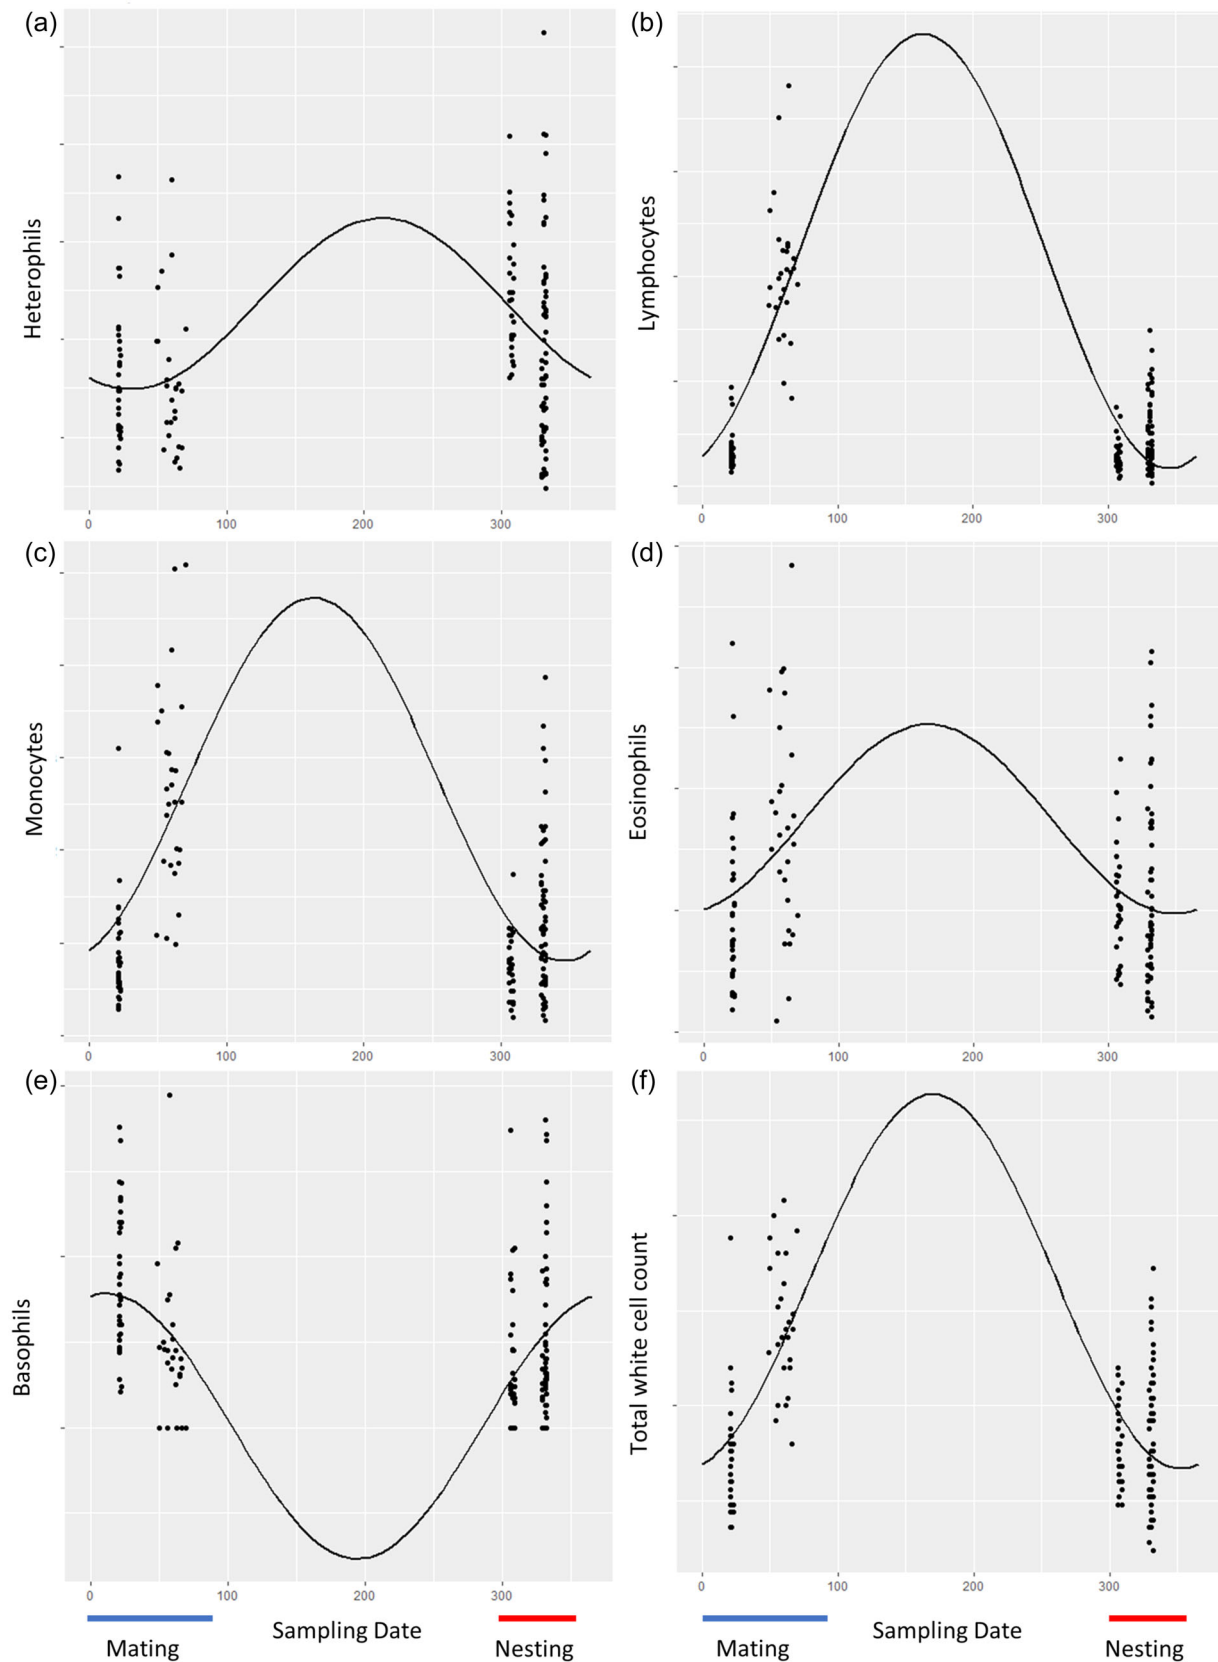 (a)
Heterophils
0 100 200 300
(b)
Lymphocytes
0 100 200 300
(c)
Monocytes
0 100 200 300
(d)
Eosinophils
0 100 200 300
(e)
Basophils
0 100 200 300
Mating Sampling Date Nesting
(f)
Total white cell count
0 100 200 300
Mating Sampling Date Nesting